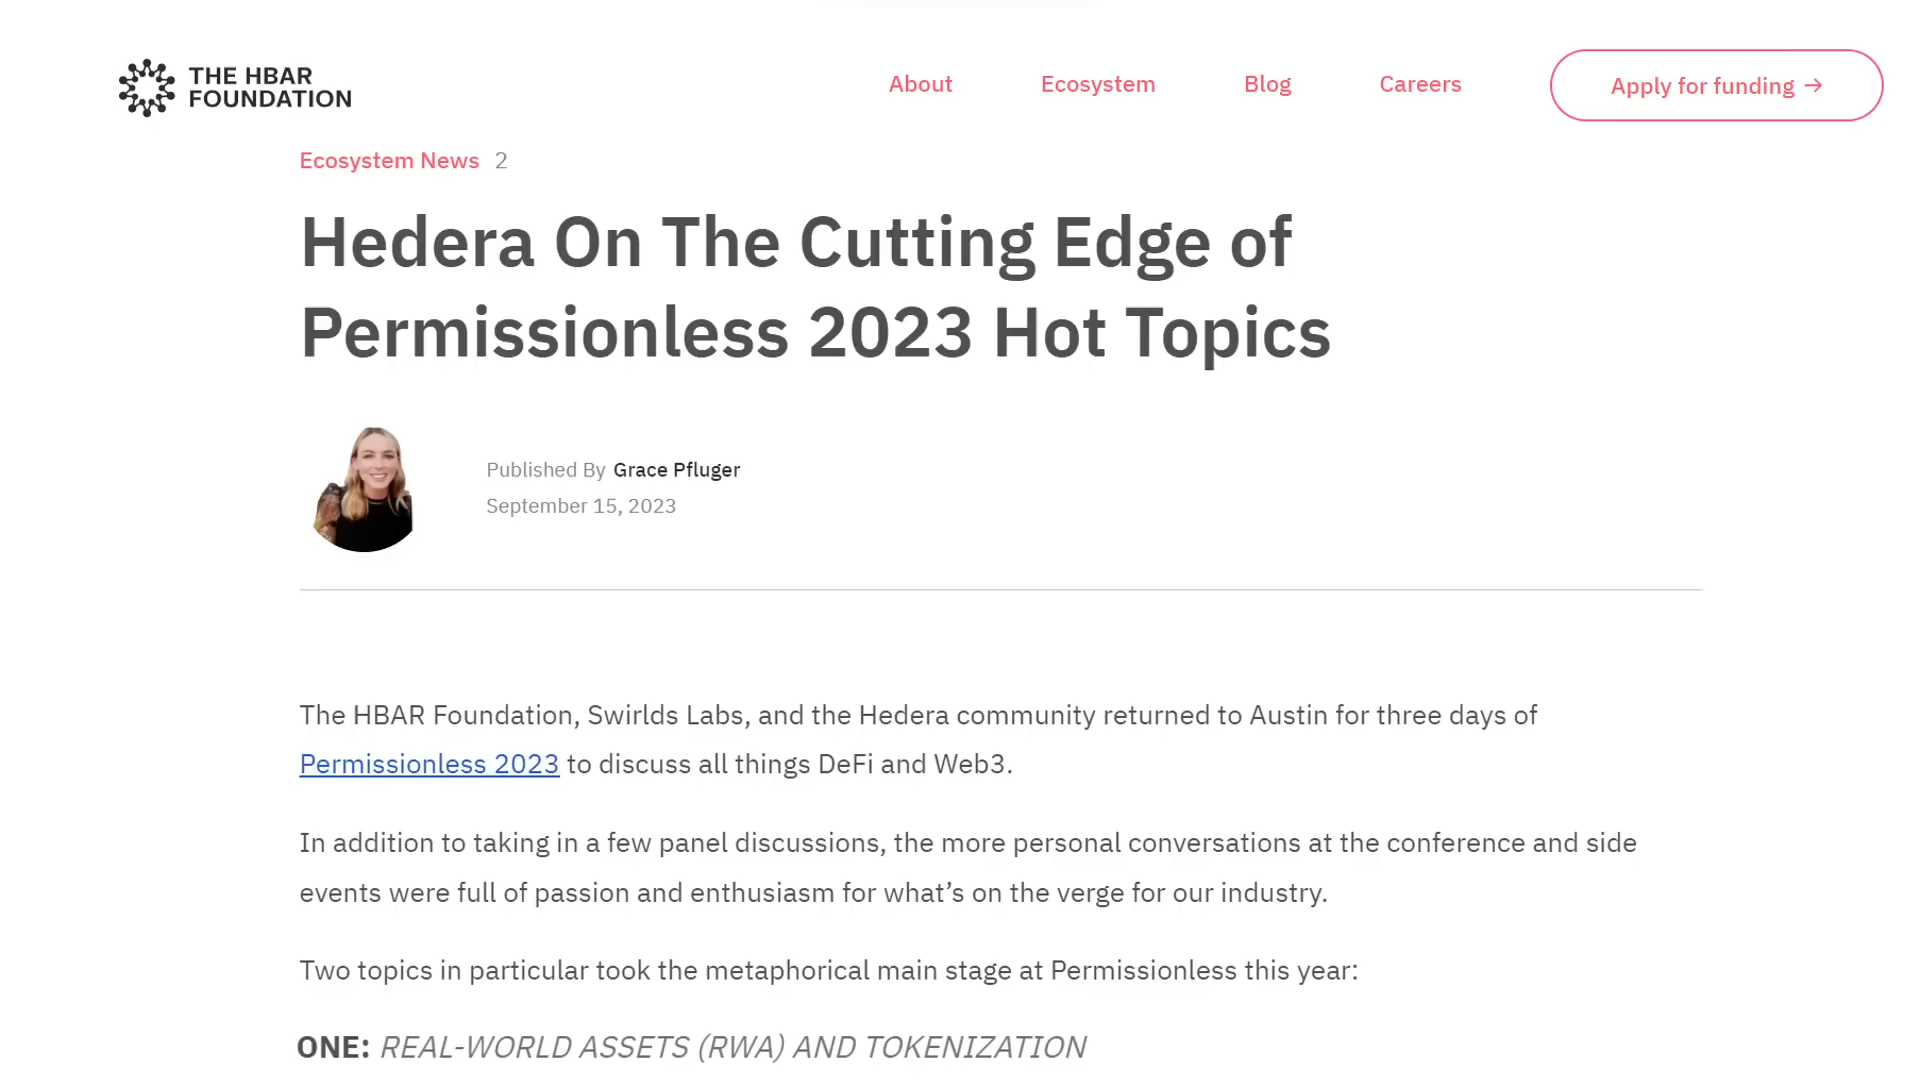 THE HBAR
FOUNDATION
About
Ecosystem
Blog
Careers
Apply for funding →
Ecosystem News 2
Hedera On The Cutting Edge of
Permissionless 2023 Hot Topics
Published By Grace Pfluger
September 15, 2023
The HBAR Foundation, Swirlds Labs, and the Hedera community returned to Austin for three days of
Permissionless 2023 to discuss all things DeFi and Web3.
In addition to taking in a few panel discussions, the more personal conversations at the conference and side
events were full of passion and enthusiasm for what’s on the verge for our industry.
Two topics in particular took the metaphorical main stage at Permissionless this year:
ONE: REAL-WORLD ASSETS (RWA) AND TOKENIZATION